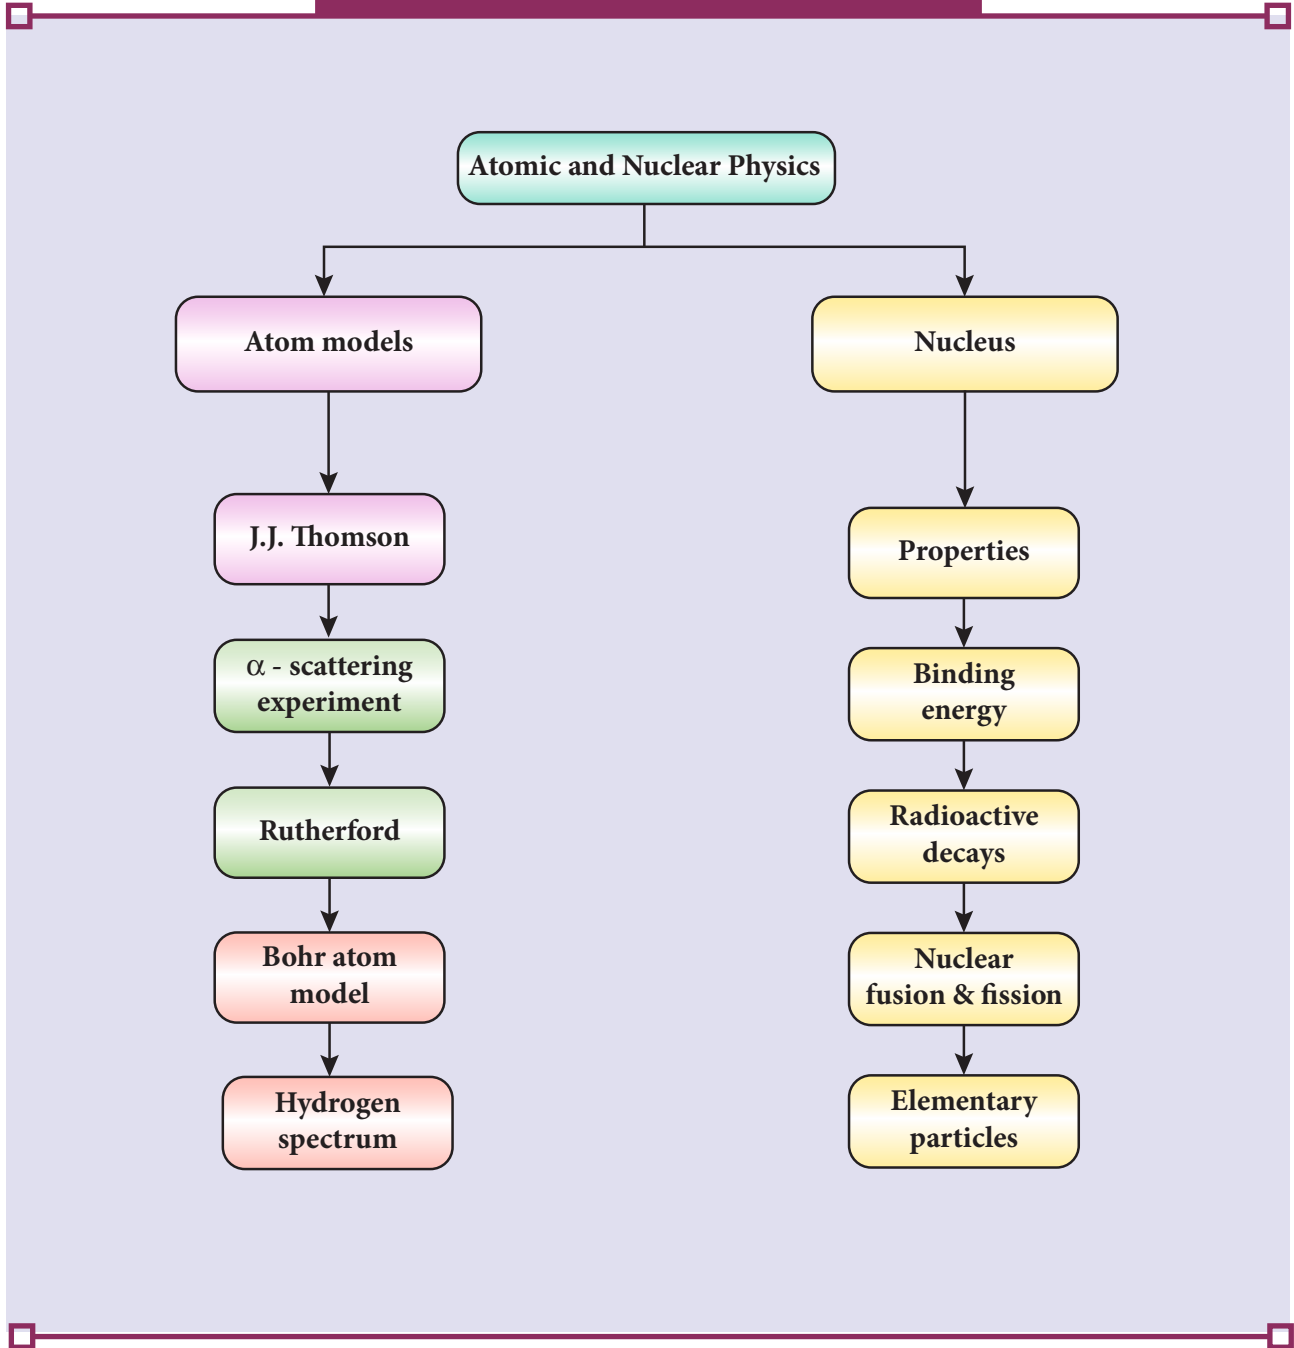 Atomic and Nuclear Physics
Atom models
J.J. Thomson
α - scattering
experiment
Rutherford
Bohr atom
model
Hydrogen
spectrum
Nucleus
Properties
Binding
energy
Radioactive
decays
Nuclear
fusion & fission
Elementary
particles